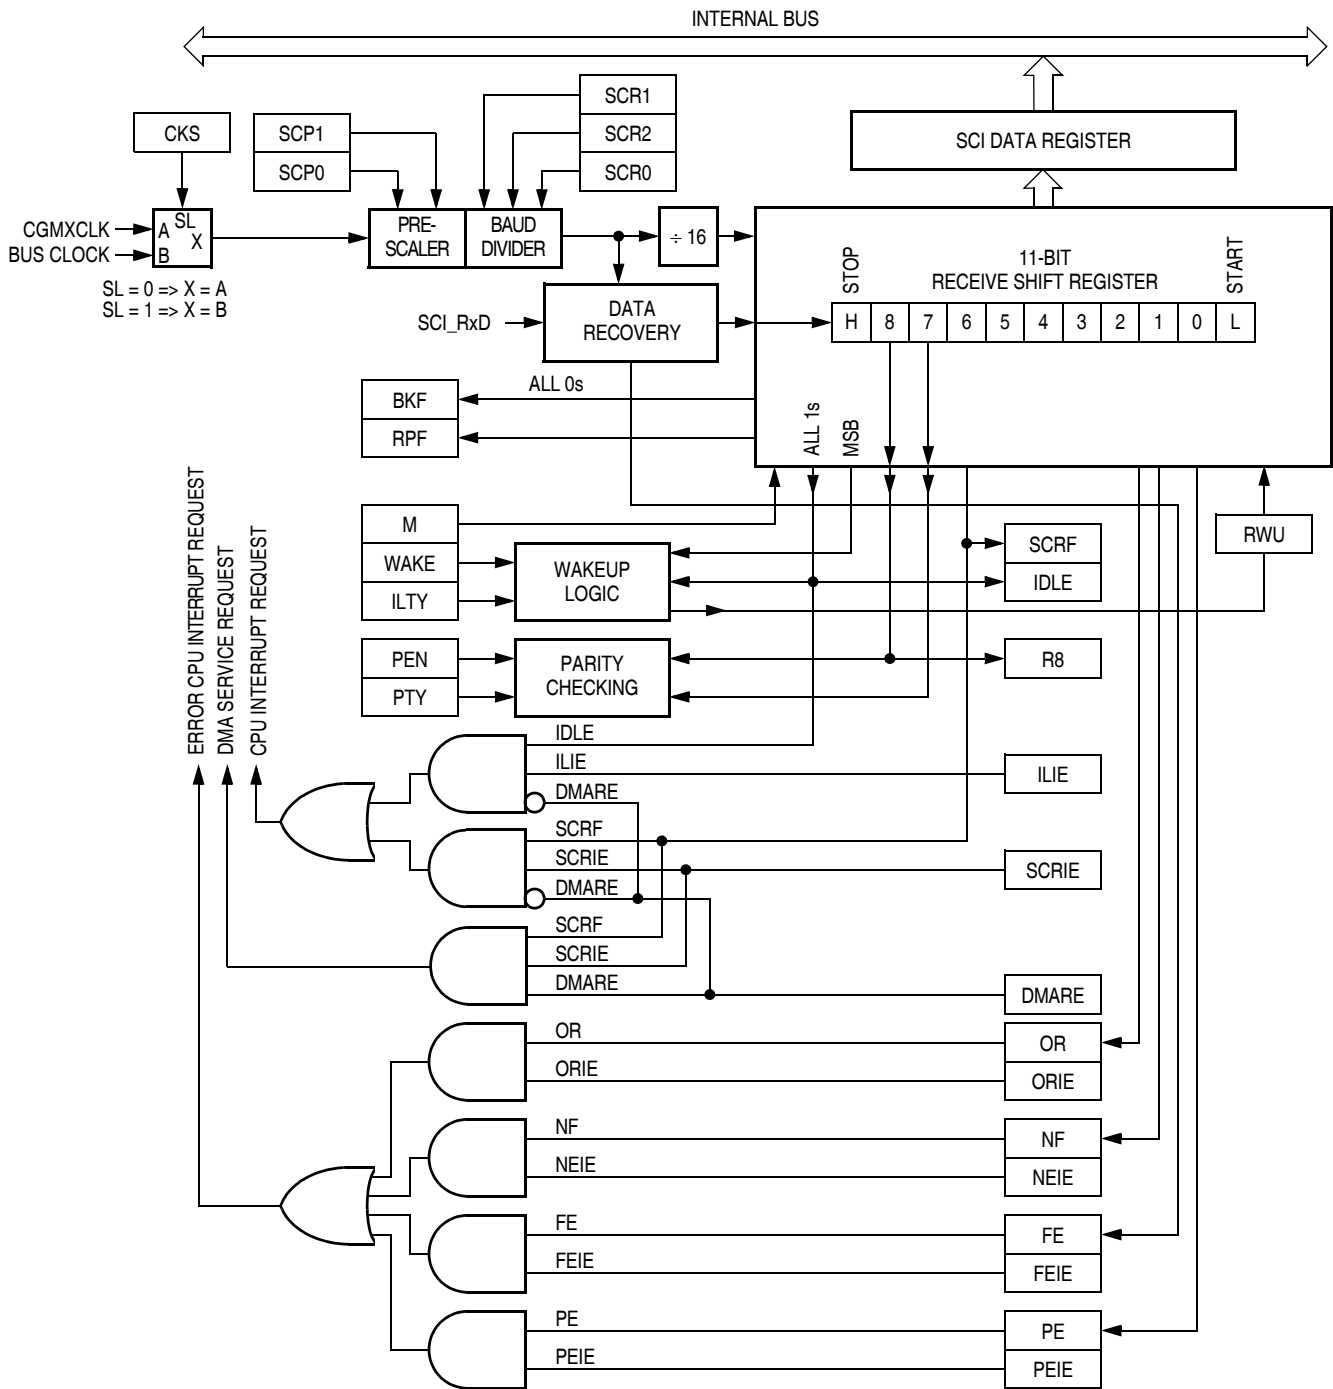 INTERNAL BUS
SCR1
SCR2
SCR0
CKS
SCP1
SCP0
SCI DATA REGISTER
CGMXCLK
BUS CLOCK
A
SL
X
B
SL = 0 => X = A
SL = 1 => X = B
PRE-
SCALER
BAUD
DIVIDER
÷ 16
STOP
11-BIT
RECEIVE SHIFT REGISTER
START
H 8 7 6 5 4 3 2 1 0 L
SCI_RxD
DATA
RECOVERY
ALL 0s
BKF
RPF
ALL 1s
MSB
ERROR CPU INTERRUPT REQUEST
DMA SERVICE REQUEST
CPU INTERRUPT REQUEST
M
WAKE
ILTY
WAKEUP
LOGIC
SCRF
IDLE
RWU
PEN
PTY
PARITY
CHECKING
R8
IDLE
ILIE
DMARE
ILIE
SCRF
SCRIE
DMARE
SCRIE
SCRF
SCRIE
DMARE
DMARE
OR
ORIE
OR
ORIE
NF
NEIE
NF
NEIE
FE
FEIE
FE
FEIE
PE
PEIE
PE
PEIE